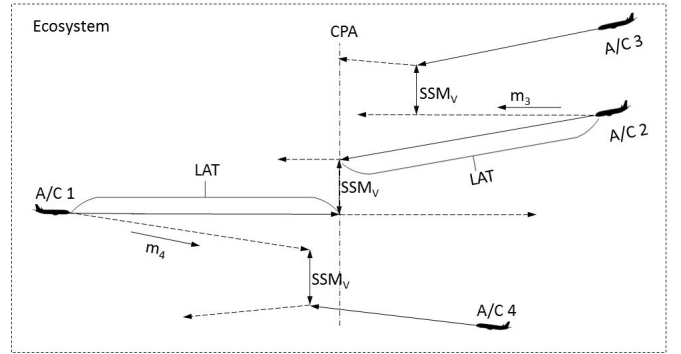 Ecosystem
CPA
A/C 3
SSMV
m3
A/C 2
LAT
LAT
SSMV
A/C 1
m4
SSMV
A/C 4